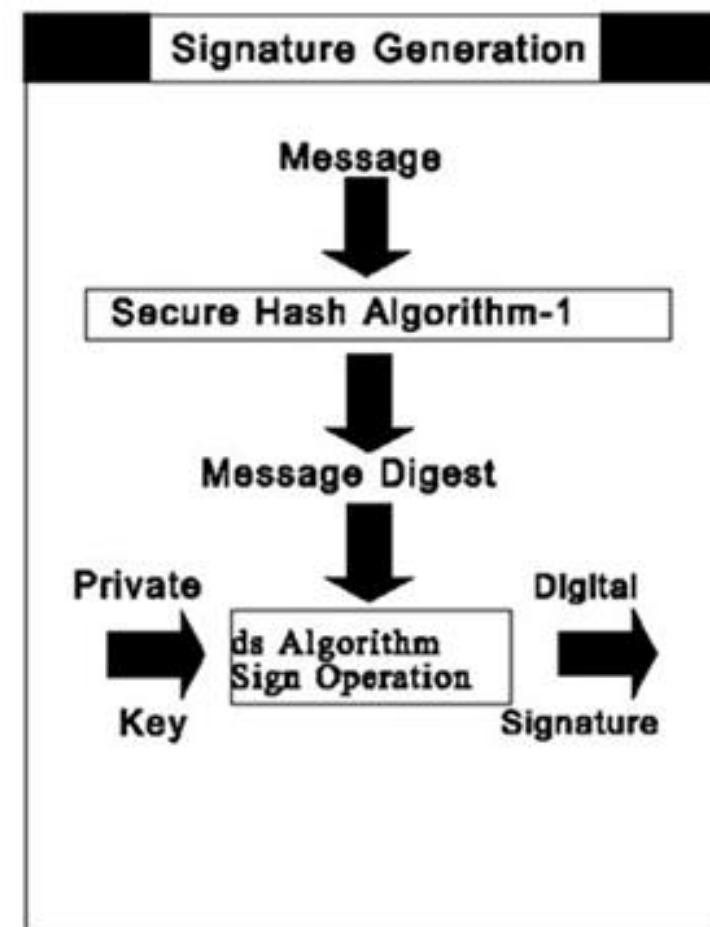 Signature Generation
Message
Secure Hash Algorithm-1
Message Digest
Private
Key
ds Algorithm
Sign Operation
Digital
Signature